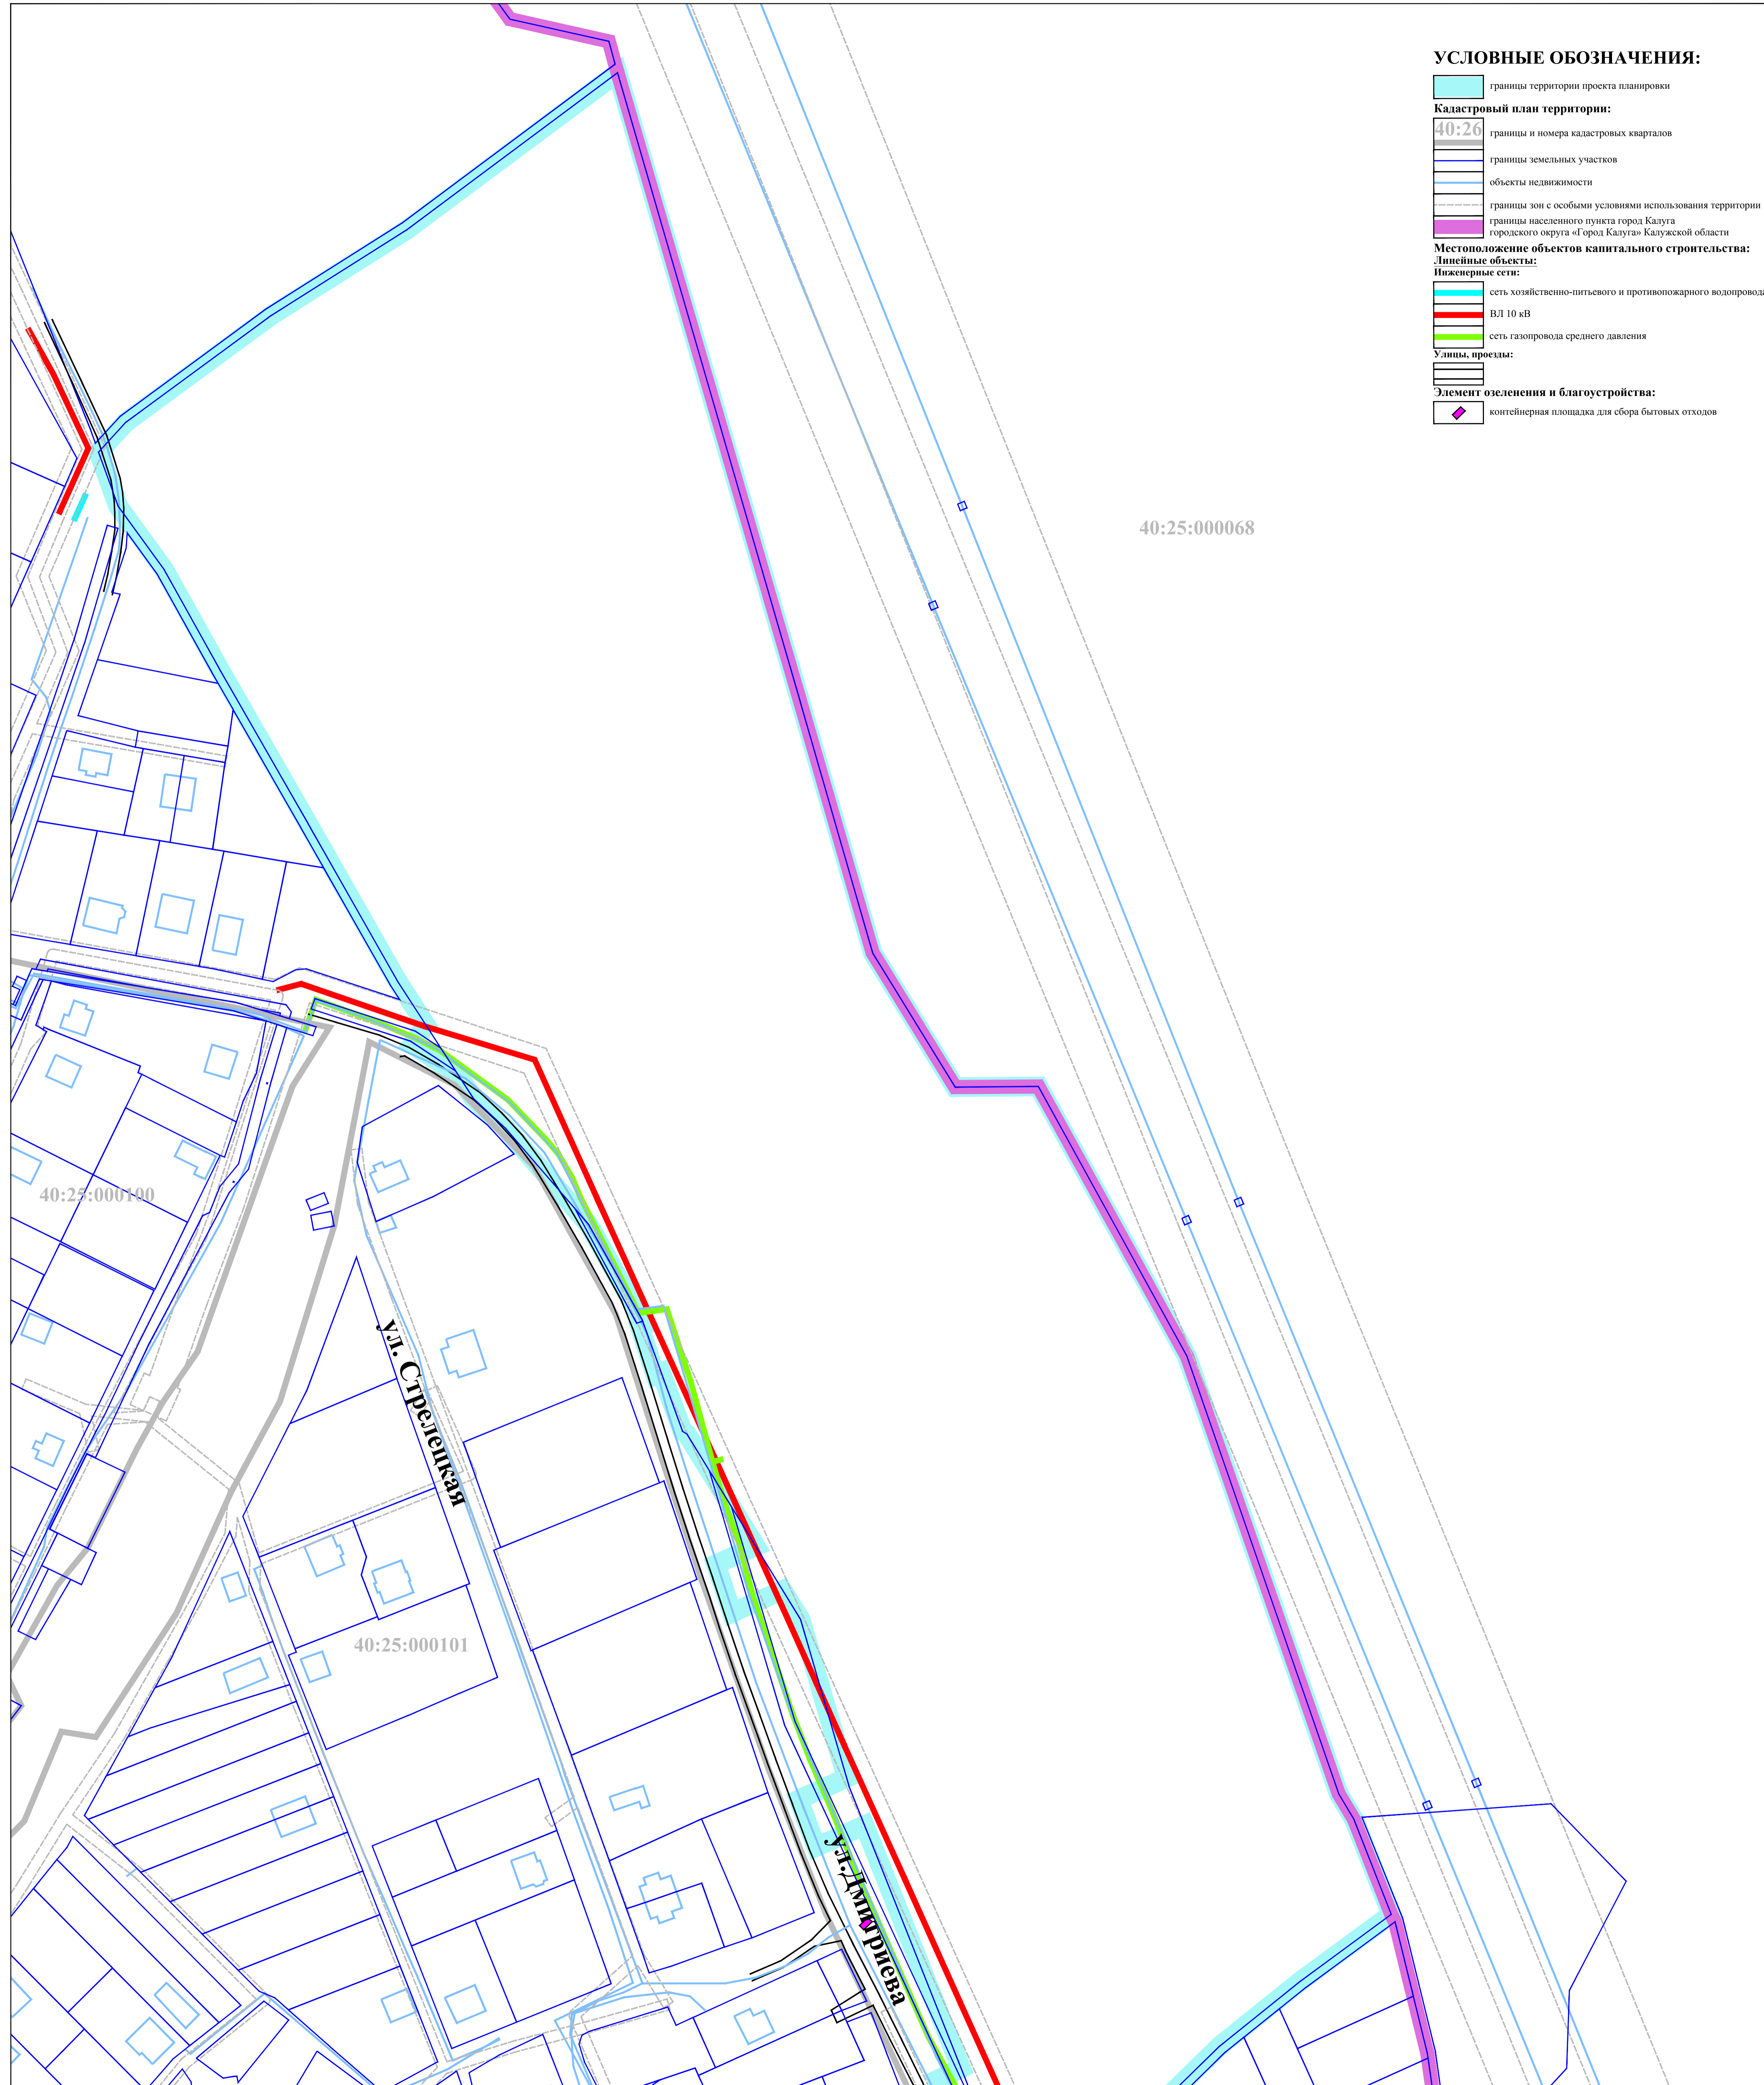 УСЛОВНЫЕ ОБОЗНАЧЕНИЯ:
границы территории проекта планировки
Кадастровый план территории:
40:26
границы и номера кадастровых кварталов
границы земельных участков
объекты недвижимости
границы зон с особыми условиями использования территории
границы населенного пункта город Калуга
городского округа «Город Калуга» Калужской области
Местоположение объектов капитального строительства:
Линейные объекты:
Инженерные сети:
сеть хозяйственно-питьевого и противопожарного водопровода
ВЛ 10 кВ
сеть газопровода среднего давления
Улицы, проезды:
Элемент озеленения и благоустройства:
контейнерная площадка для сбора бытовых отходов
40:25:000068
40:25:000100
ул. Стрелецкая
40:25:000101
ул.Дмитриева